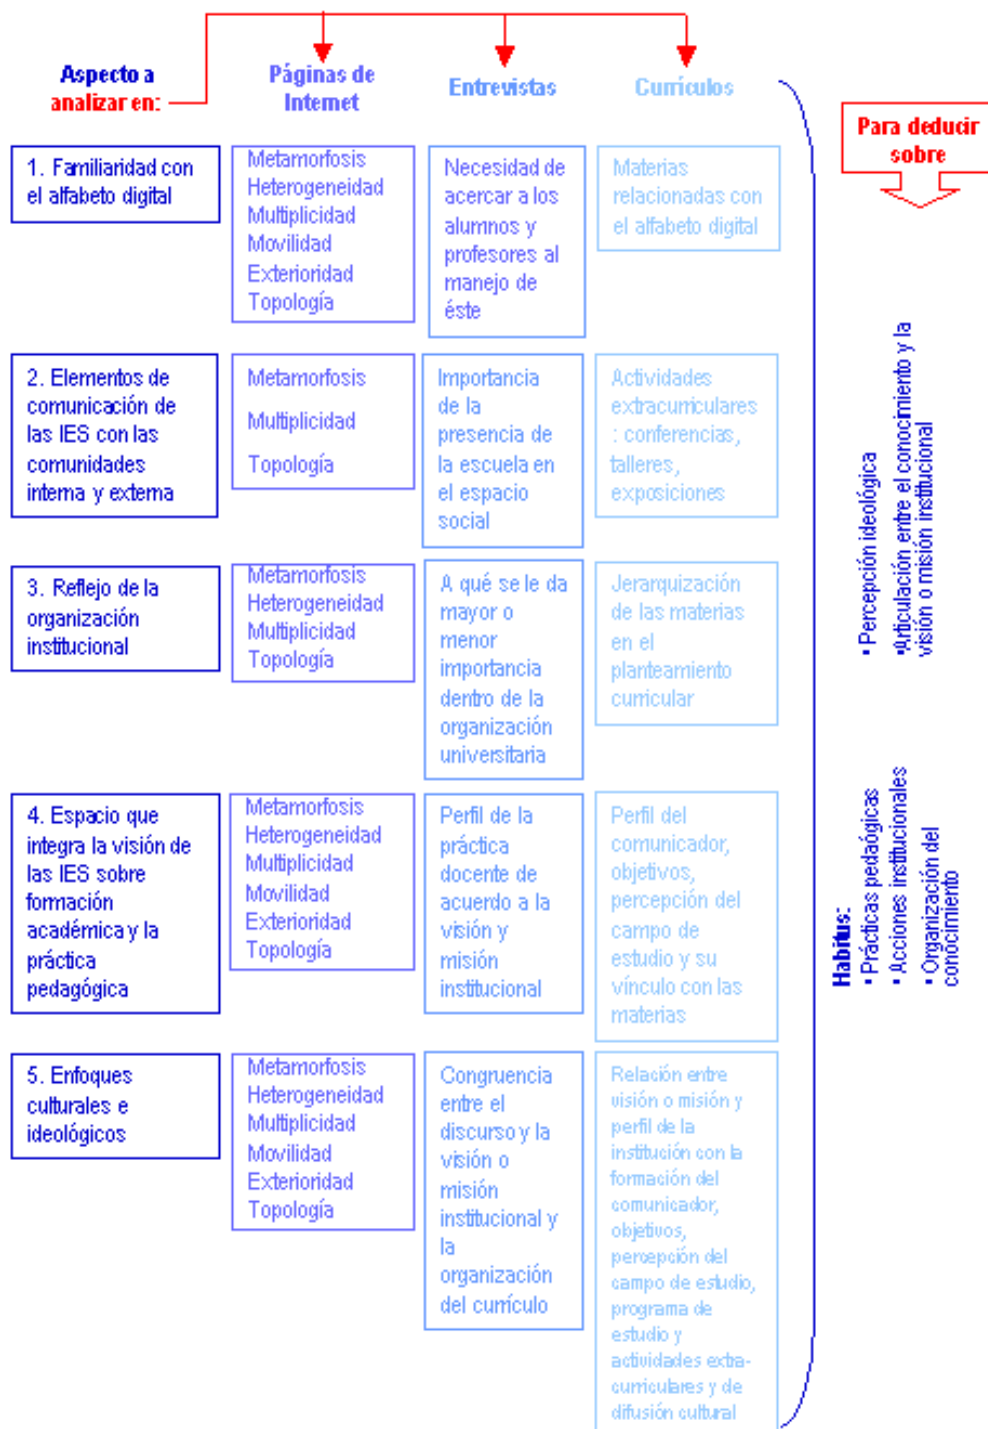 Aspecto a
analizar en:
Páginas de
Internet
Entrevistas
Currículos
Para deducir
sobre
1. Familiaridad con
el alfabeto digital
Metamorfosis
Heterogeneidad
Multiplicidad
Movilidad
Exterioridad
Topología
Necesidad de
acercar a los
alumnos y
profesores al
manejo de
éste
Materias
relacionadas con
el alfabeto digital
2. Elementos de
comunicación de
las IES con las
comunidades
interna y externa
Metamorfosis
Multiplicidad
Topología
Importancia
de la
presencia de
la escuela en
el espacio
social
Actividades
extracurriculares
: conferencias,
talleres,
exposiciones
3. Reflejo de la
organización
institucional
Metamorfosis
Heterogeneidad
Multiplicidad
Topología
A qué se le da
mayor o
menor
importancia
dentro de la
organización
universitaria
Jerarquización
de las materias
en el
planteamiento
curricular
4. Espacio que
integra la visión de
las IES sobre
formación
académica y la
práctica
pedagógica
Metamorfosis
Heterogeneidad
Multiplicidad
Movilidad
Exterioridad
Topología
Perfil de la
práctica
docente de
acuerdo a la
visión y
misión
institucional
Perfil del
comunicador,
objetivos,
percepción del
campo de
estudio y su
vínculo con las
materias
5. Enfoques
culturales e
ideológicos
Metamorfosis
Heterogeneidad
Multiplicidad
Movilidad
Exterioridad
Topología
Congruencia
entre el
discurso y la
visión o
misión
institucional y
la
organización
del currículo
Relación entre
visión o misión y
perfil de la
institución con la
formación del
comunicador,
objetivos,
percepción del
campo de estudio,
programa de
estudio y
actividades extra-
curriculares y de
difusión cultural
▪ Percepción ideológica
▪Articulación entre el conocimiento y la
visión o misión institucional
Habitus:
▪ Prácticas pedaógicas
▪ Acciones institucionales
▪ Organización del
conocimiento